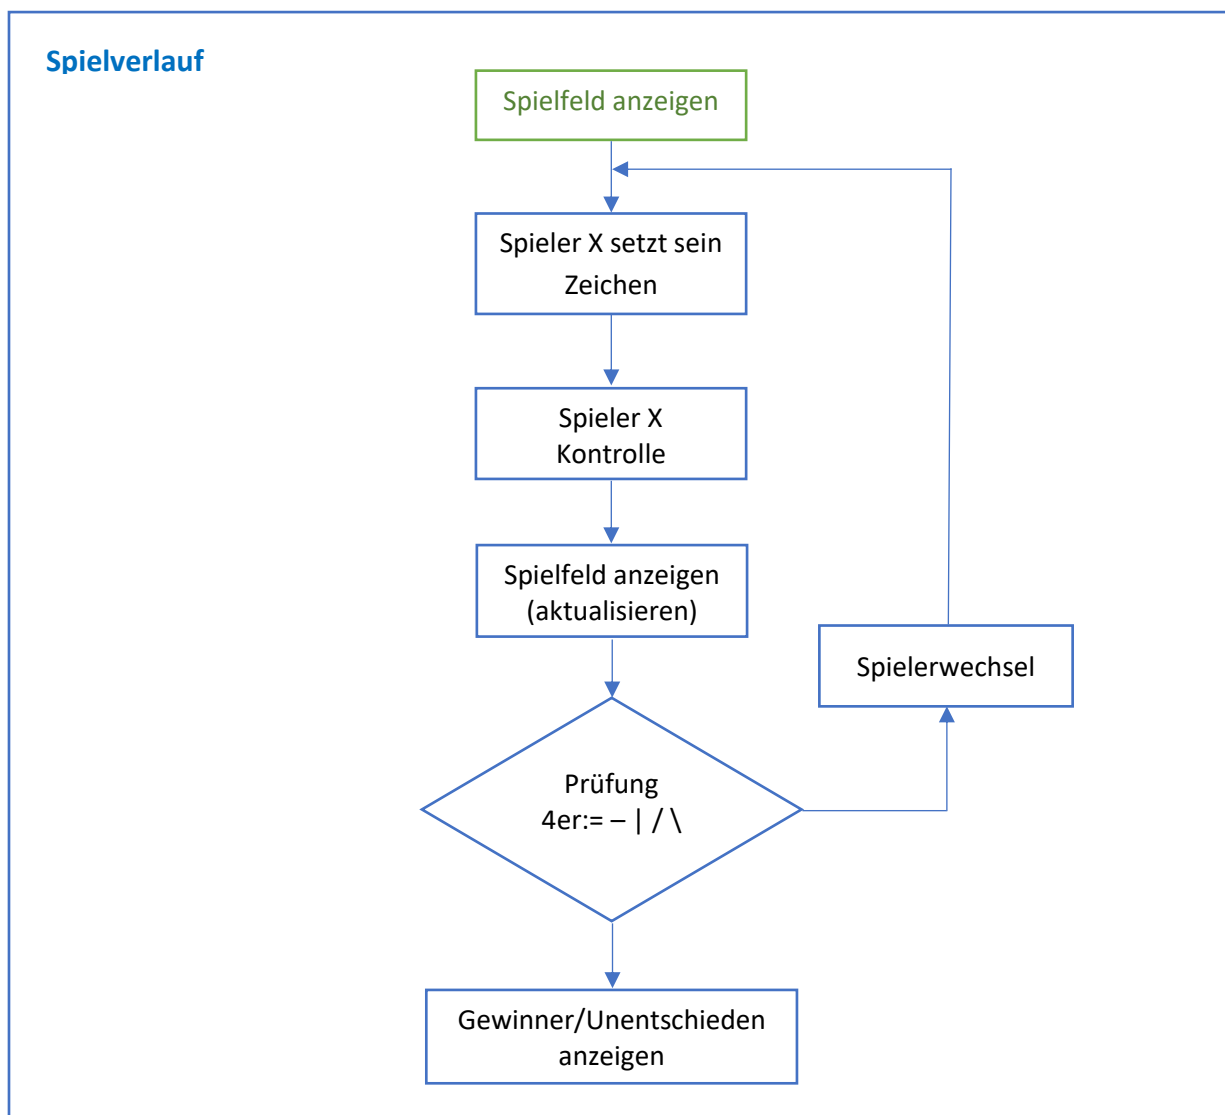 Spielverlauf
Spielfeld anzeigen
Spieler X setzt sein
Zeichen
Spieler X
Kontrolle
Spielfeld anzeigen
(aktualisieren)
Spielerwechsel
Prüfung
4er:= – | / \
Gewinner/Unentschieden
anzeigen